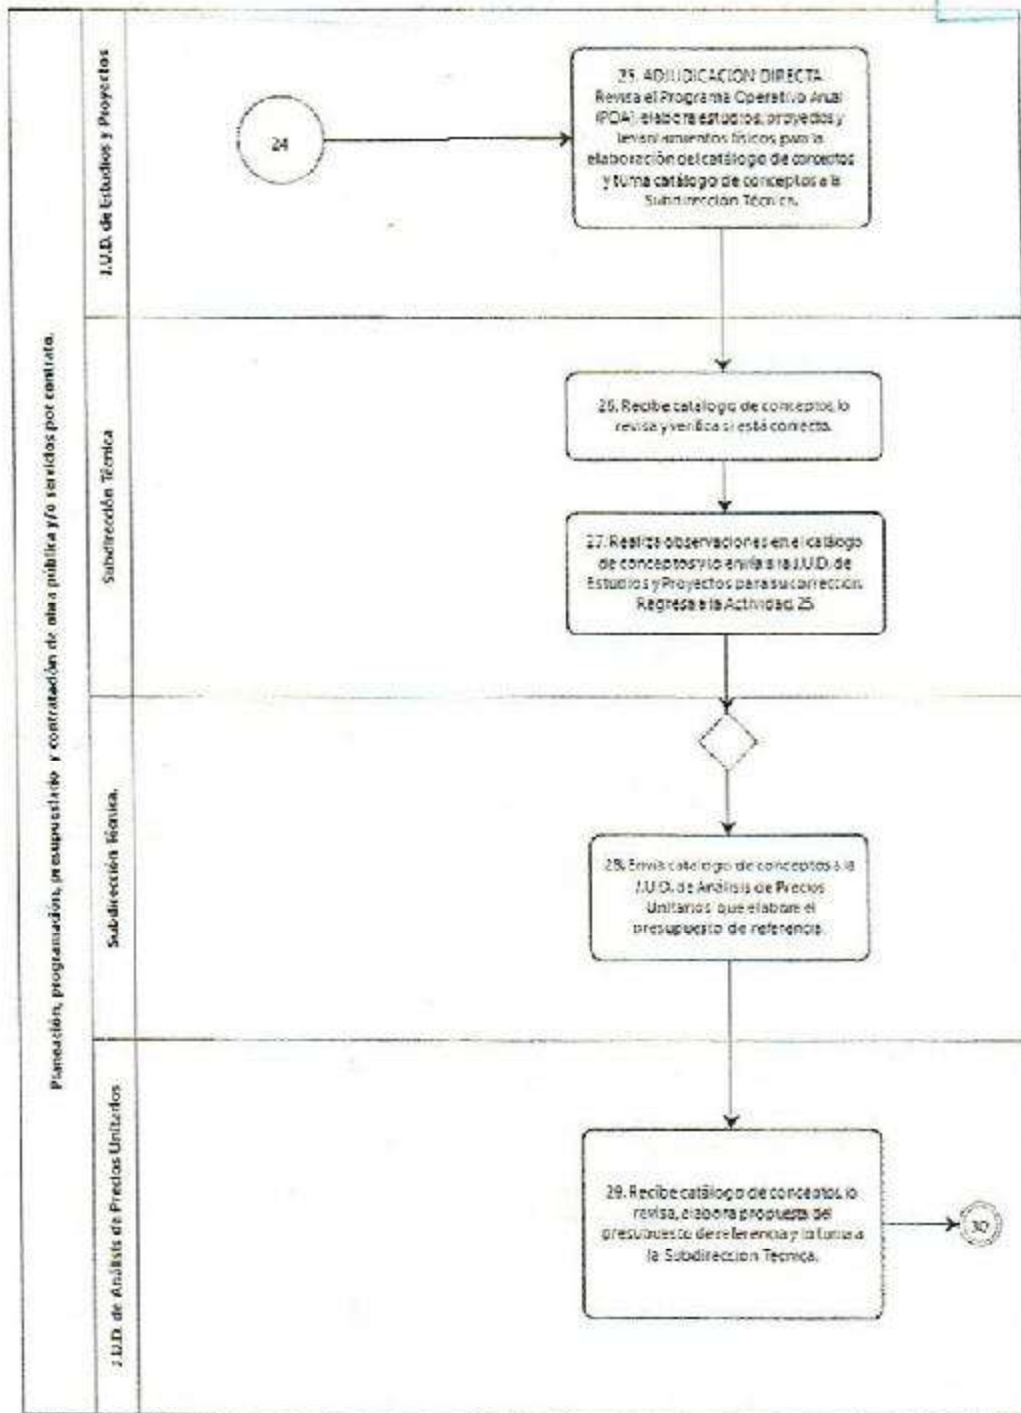 Planeación, programación, presupuestario y contratación de obra pública y/o servicios por contrato.
J.U.D. de Estudios y Proyectos
24
25. ADJUDICACION DIRECTA
Revisa el Programa Operativo Anual
(POA), elabora estudios, proyectos y
levantamientos físicos, para la
elaboración del catálogo de conceptos
y turna catálogo de conceptos a la
Subdirección Técnica.
Subdirección Técnica
26. Recibe catálogo de conceptos, lo
revisa y verifica si está correcto.
27. Realiza observaciones en el catálogo
de conceptos y lo envía a la J.U.D. de
Estudios y Proyectos para su corrección.
Regresa a la Actividad 25
Subdirección Técnica.
28. Envía catalogo de conceptos a la
J.U.D. de Análisis de Precios
Unitarios, que elabore el
presupuesto de referencia.
J.U.D. de Análisis de Precios Unitarios
29. Recibe catálogo de conceptos, lo
revisa, elabora propuesta del
presupuesto de referencia y lo turna a
la Subdirección Tecnica.
30